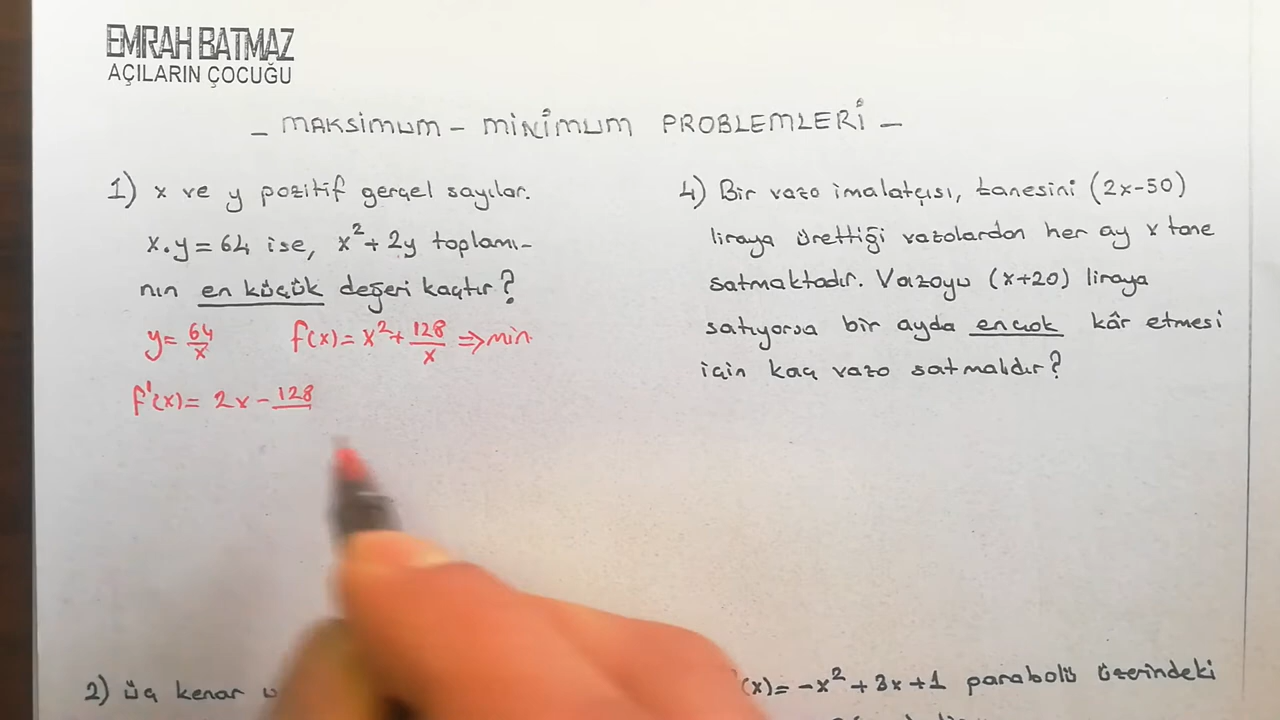 EMRAH BATMAZ
AÇILARIN ÇOCUĞU
- MAKSİMUM - MİNİMUM PROBLEMLERİ -
1) x ve y pozitif gerçel sayılar.
x.y = 64 ise, x² + 2y toplamı-
nın en küçük değeri kaçtır?
y = 64/x f(x) = x² + 128/x ⇒ min.
f'(x) = 2x - 128
2) üç kenar
4) Bir vazo imalatçısı, tanesini (2x-50)
liraya ürettiği vazolardan her ay x tane
satmaktadır. Vazoyu (x+20) liraya
satıyorsa bir ayda en çok kâr etmesi
için kaç vazo satmalıdır?
(x) = -x² + 3x + 1 parabolü üzerindeki